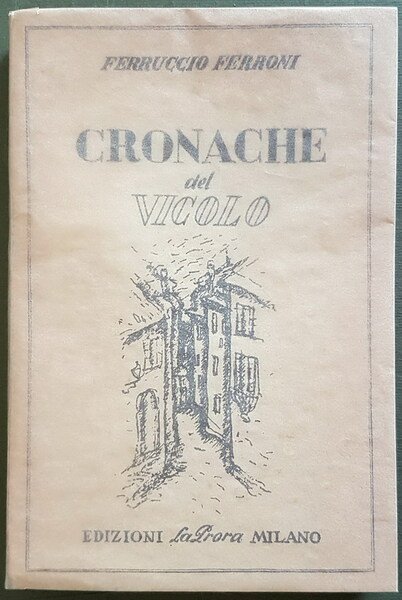 FERRUCCIO FERRONI
CRONACHE
del
VICOLO
EDIZIONI La Prora MILANO